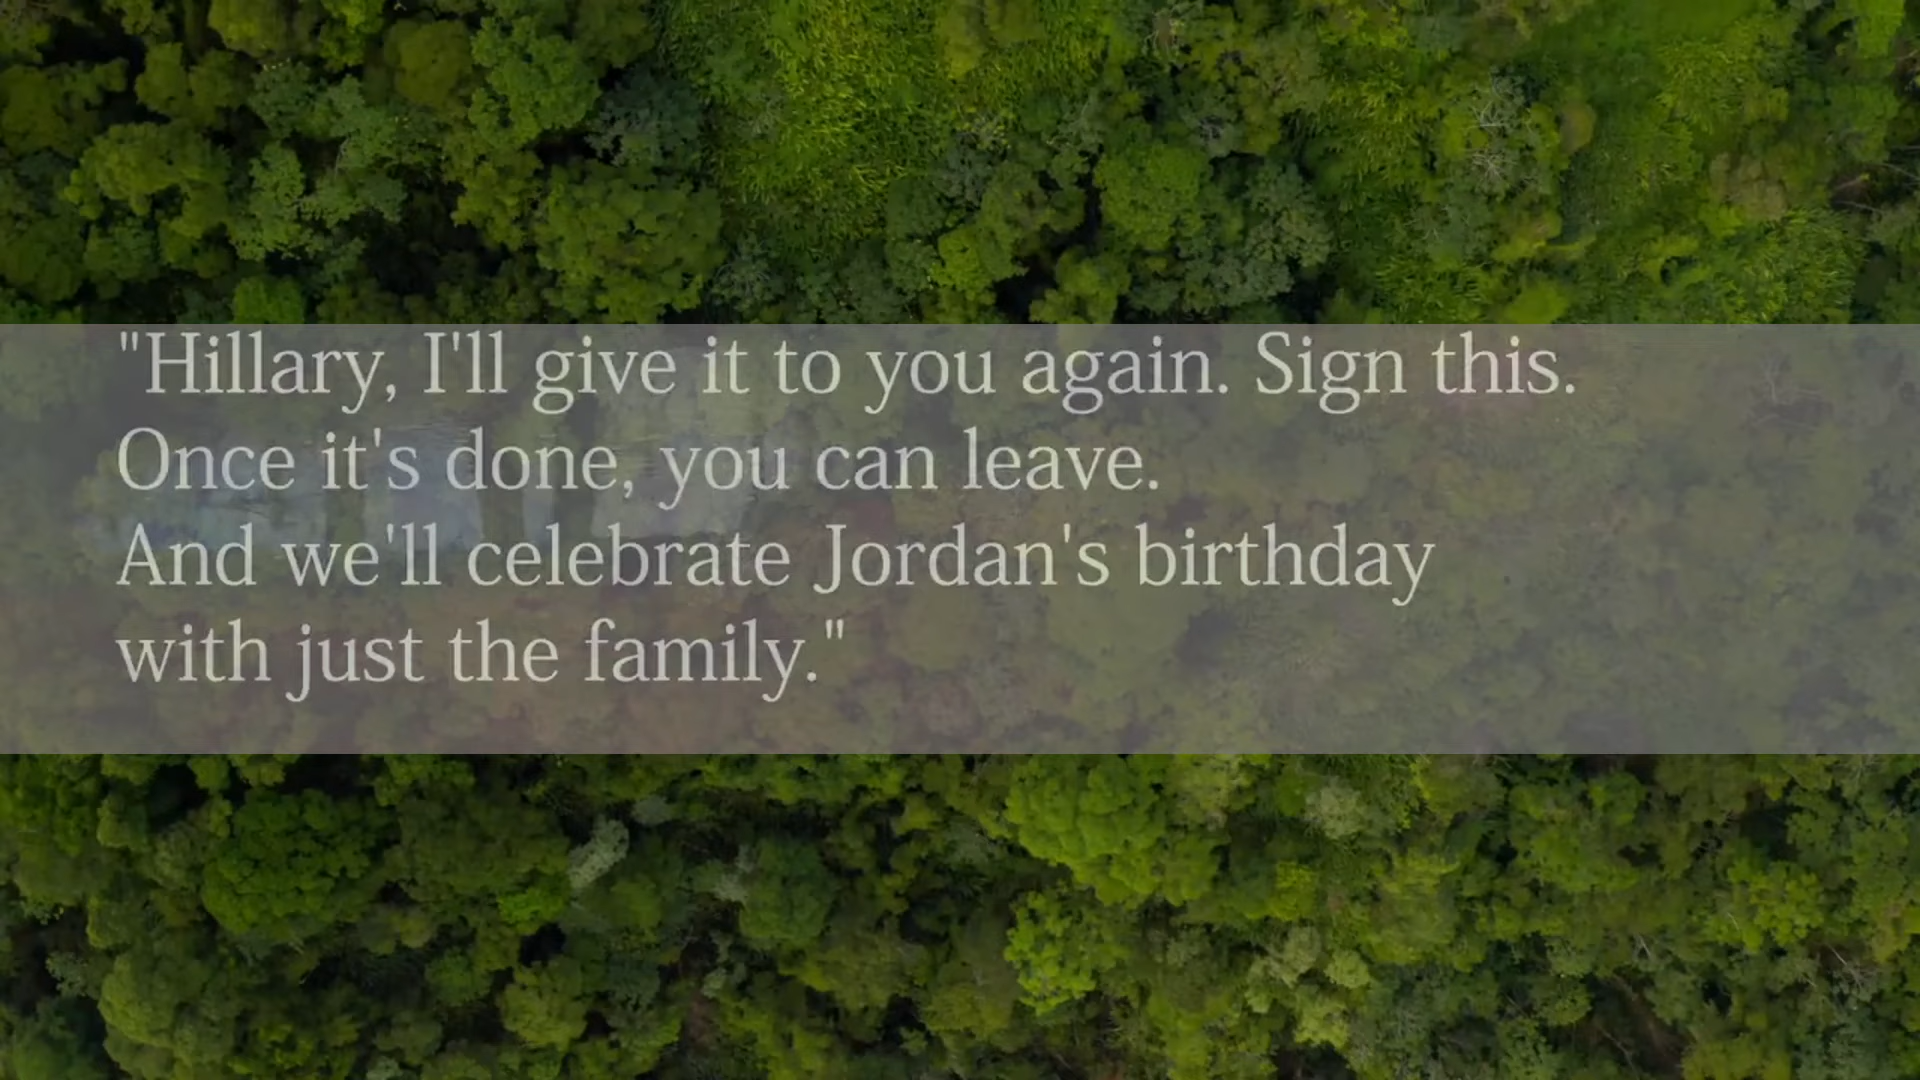 "Hillary, I'll give it to you again. Sign this.
Once it's done, you can leave.
And we'll celebrate Jordan's birthday
with just the family."